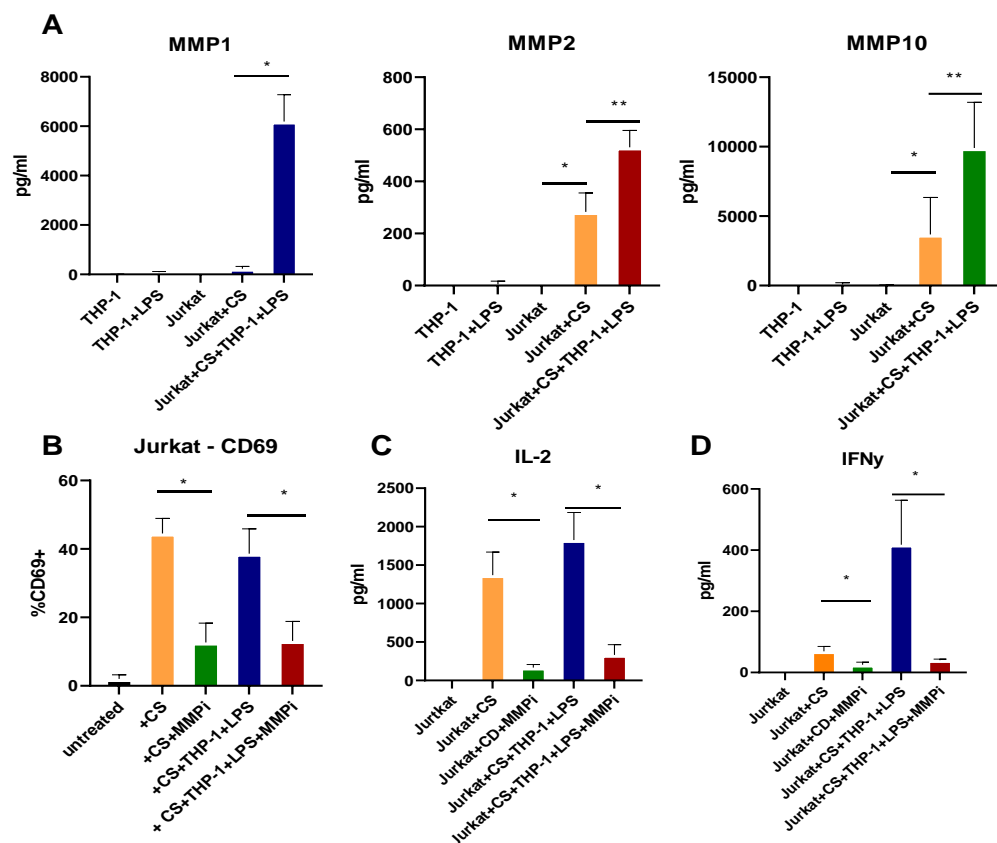 A
MMP1
*
pg/ml
8000
6000
4000
2000
0
THP-1
THP-1+LPS
Jurkat
Jurkat+CS
Jurkat+CS+THP-1+LPS
MMP2
**
*
pg/ml
800
600
400
200
0
THP-1
THP-1+LPS
Jurkat
Jurkat+CS
Jurkat+CS+THP-1+LPS
MMP10
**
*
pg/ml
15000
10000
5000
0
THP-1
THP-1+LPS
Jurkat
Jurkat+CS
Jurkat+CS+THP-1+LPS
B
Jurkat - CD69
*
*
%CD69+
60
40
20
0
untreated
+CS
+CS+MMPi
+CS+THP-1+LPS
+ CS+THP-1+LPS+MMPi
C
IL-2
*
*
pg/ml
2500
2000
1500
1000
500
0
Jurtkat
Jurkat+CS
Jurkat+CD+MMPi
Jurkat+CS+THP-1+LPS
Jurkat+CS+THP-1+LPS+MMPi
D
IFNy
*
*
pg/ml
600
400
200
0
Jurtkat
Jurkat+CS
Jurkat+CD+MMPi
Jurkat+CS+THP-1+LPS
Jurkat+CS+THP-1+LPS+MMPi